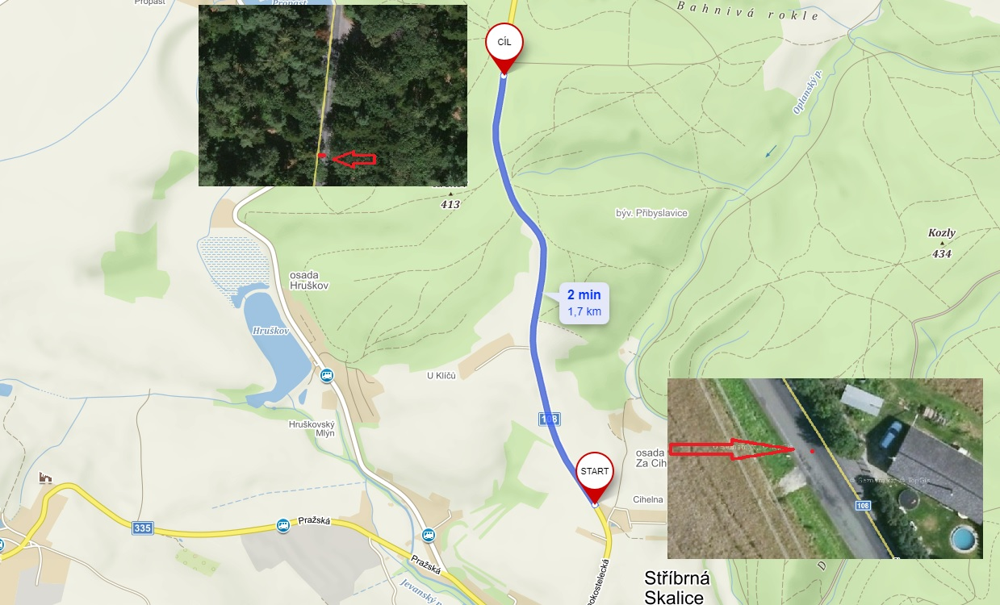 Propast
Propast
Bahnivá rokle
CÍL
Oplanský p.
413
býv. Přibyslavice
Kozly
434
osada
Hruškov
2 min
1,7 km
Hruškov
U Klíčů
108
Hruškovský
Mlýn
osada
Za Cih
START
Cihelna
108
335
Pražská
Pražská
Jevanský p.
okostelecká
D
Stříbrná
Skalice